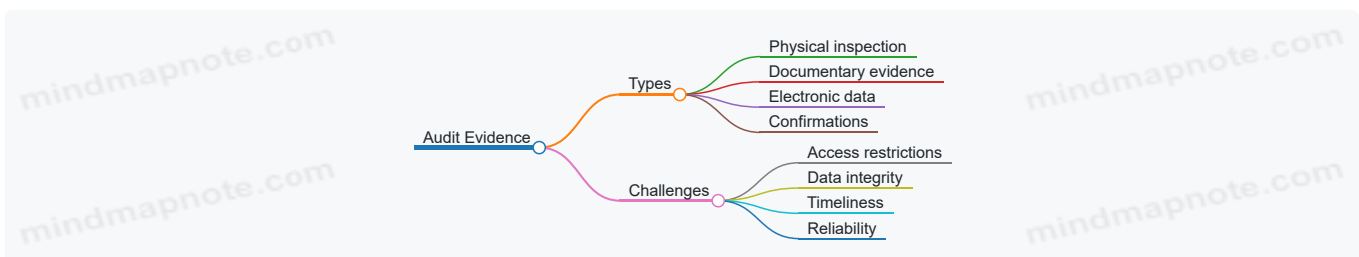 mindmapnote.com
mindmapnote.com
Physical inspection
Documentary evidence
Types
Electronic data
Confirmations
Audit Evidence
Access restrictions
Data integrity
Challenges
Timeliness
Reliability
mindmapnote.com
mindmapnote.com